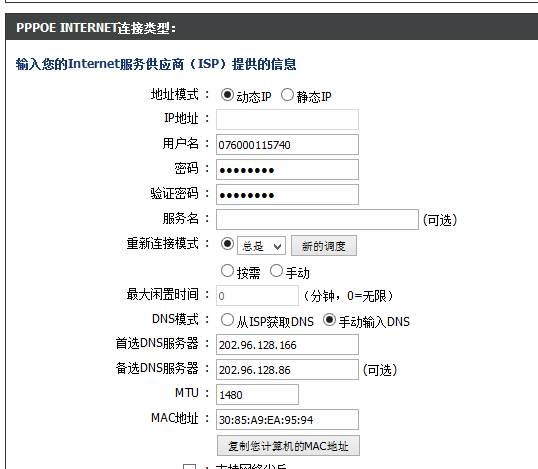 PPPOE INTERNET连接类型:
输入您的Internet服务供应商（ISP）提供的信息
地址模式 : 动态IP 静态IP
IP地址 :
用户名 : 076000115740
密码 : ●●●●●●●●
验证密码 : ●●●●●●●●
服务名 : (可选)
重新连接模式 : 总是 新的调度
按需 手动
最大闲置时间 : 0 (分钟，0=无限)
DNS模式 : 从ISP获取DNS 手动输入DNS
首选DNS服务器 : 202.96.128.166
备选DNS服务器 : 202.96.128.86 (可选)
MTU : 1480
MAC地址 : 30:85:A9:EA:95:94
复制您计算机的MAC地址